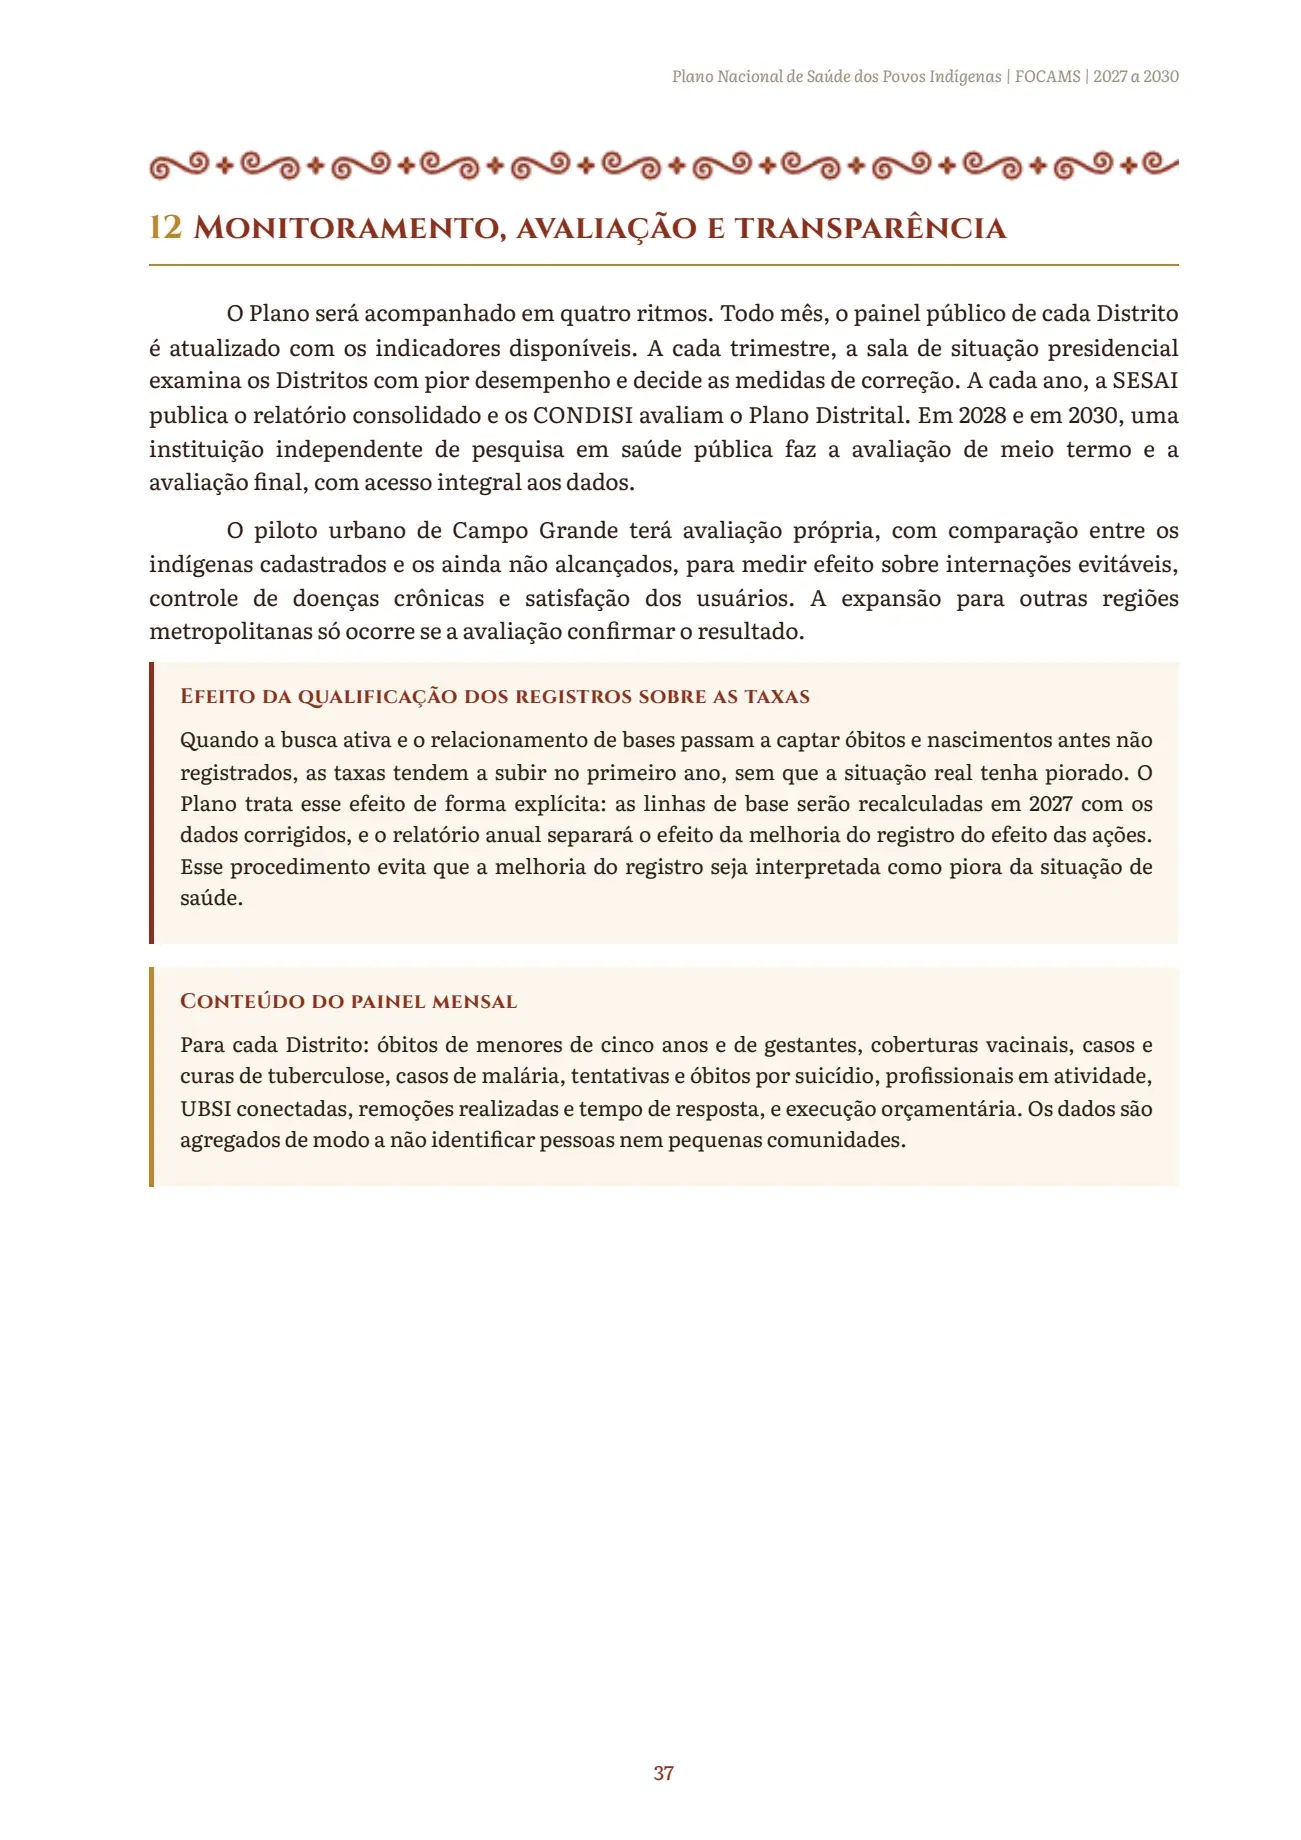 Plano Nacional de Saúde dos Povos Indígenas | FOCAMS | 2027 a 2030
12 Monitoramento, avaliação e transparência
O Plano será acompanhado em quatro ritmos. Todo mês, o painel público de cada Distrito
é atualizado com os indicadores disponíveis. A cada trimestre, a sala de situação presidencial
examina os Distritos com pior desempenho e decide as medidas de correção. A cada ano, a SESAI
publica o relatório consolidado e os CONDISI avaliam o Plano Distrital. Em 2028 e em 2030, uma
instituição independente de pesquisa em saúde pública faz a avaliação de meio termo e a
avaliação final, com acesso integral aos dados.
O piloto urbano de Campo Grande terá avaliação própria, com comparação entre os
indígenas cadastrados e os ainda não alcançados, para medir efeito sobre internações evitáveis,
controle de doenças crônicas e satisfação dos usuários. A expansão para outras regiões
metropolitanas só ocorre se a avaliação confirmar o resultado.
Efeito da qualificação dos registros sobre as taxas
Quando a busca ativa e o relacionamento de bases passam a captar óbitos e nascimentos antes não
registrados, as taxas tendem a subir no primeiro ano, sem que a situação real tenha piorado. O
Plano trata esse efeito de forma explícita: as linhas de base serão recalculadas em 2027 com os
dados corrigidos, e o relatório anual separará o efeito da melhoria do registro do efeito das ações.
Esse procedimento evita que a melhoria do registro seja interpretada como piora da situação de
saúde.
Conteúdo do painel mensal
Para cada Distrito: óbitos de menores de cinco anos e de gestantes, coberturas vacinais, casos e
curas de tuberculose, casos de malária, tentativas e óbitos por suicídio, profissionais em atividade,
UBSI conectadas, remoções realizadas e tempo de resposta, e execução orçamentária. Os dados são
agregados de modo a não identificar pessoas nem pequenas comunidades.
37